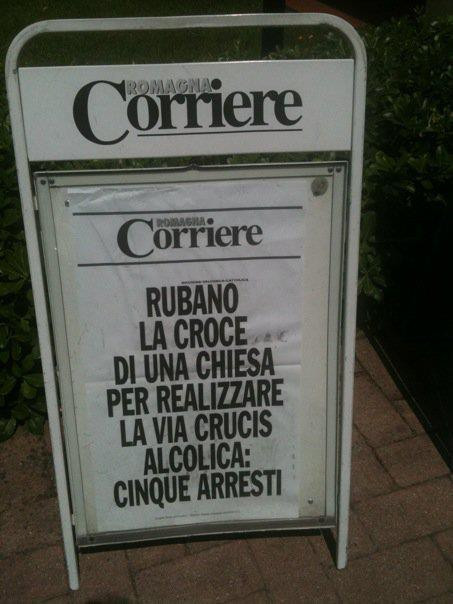 ROMAGNA
Corriere
ROMAGNA
Corriere
RUBANO
LA CROCE
DI UNA CHIESA
PER REALIZZARE
LA VIA CRUCIS
ALCOLICA:
CINQUE ARRESTI